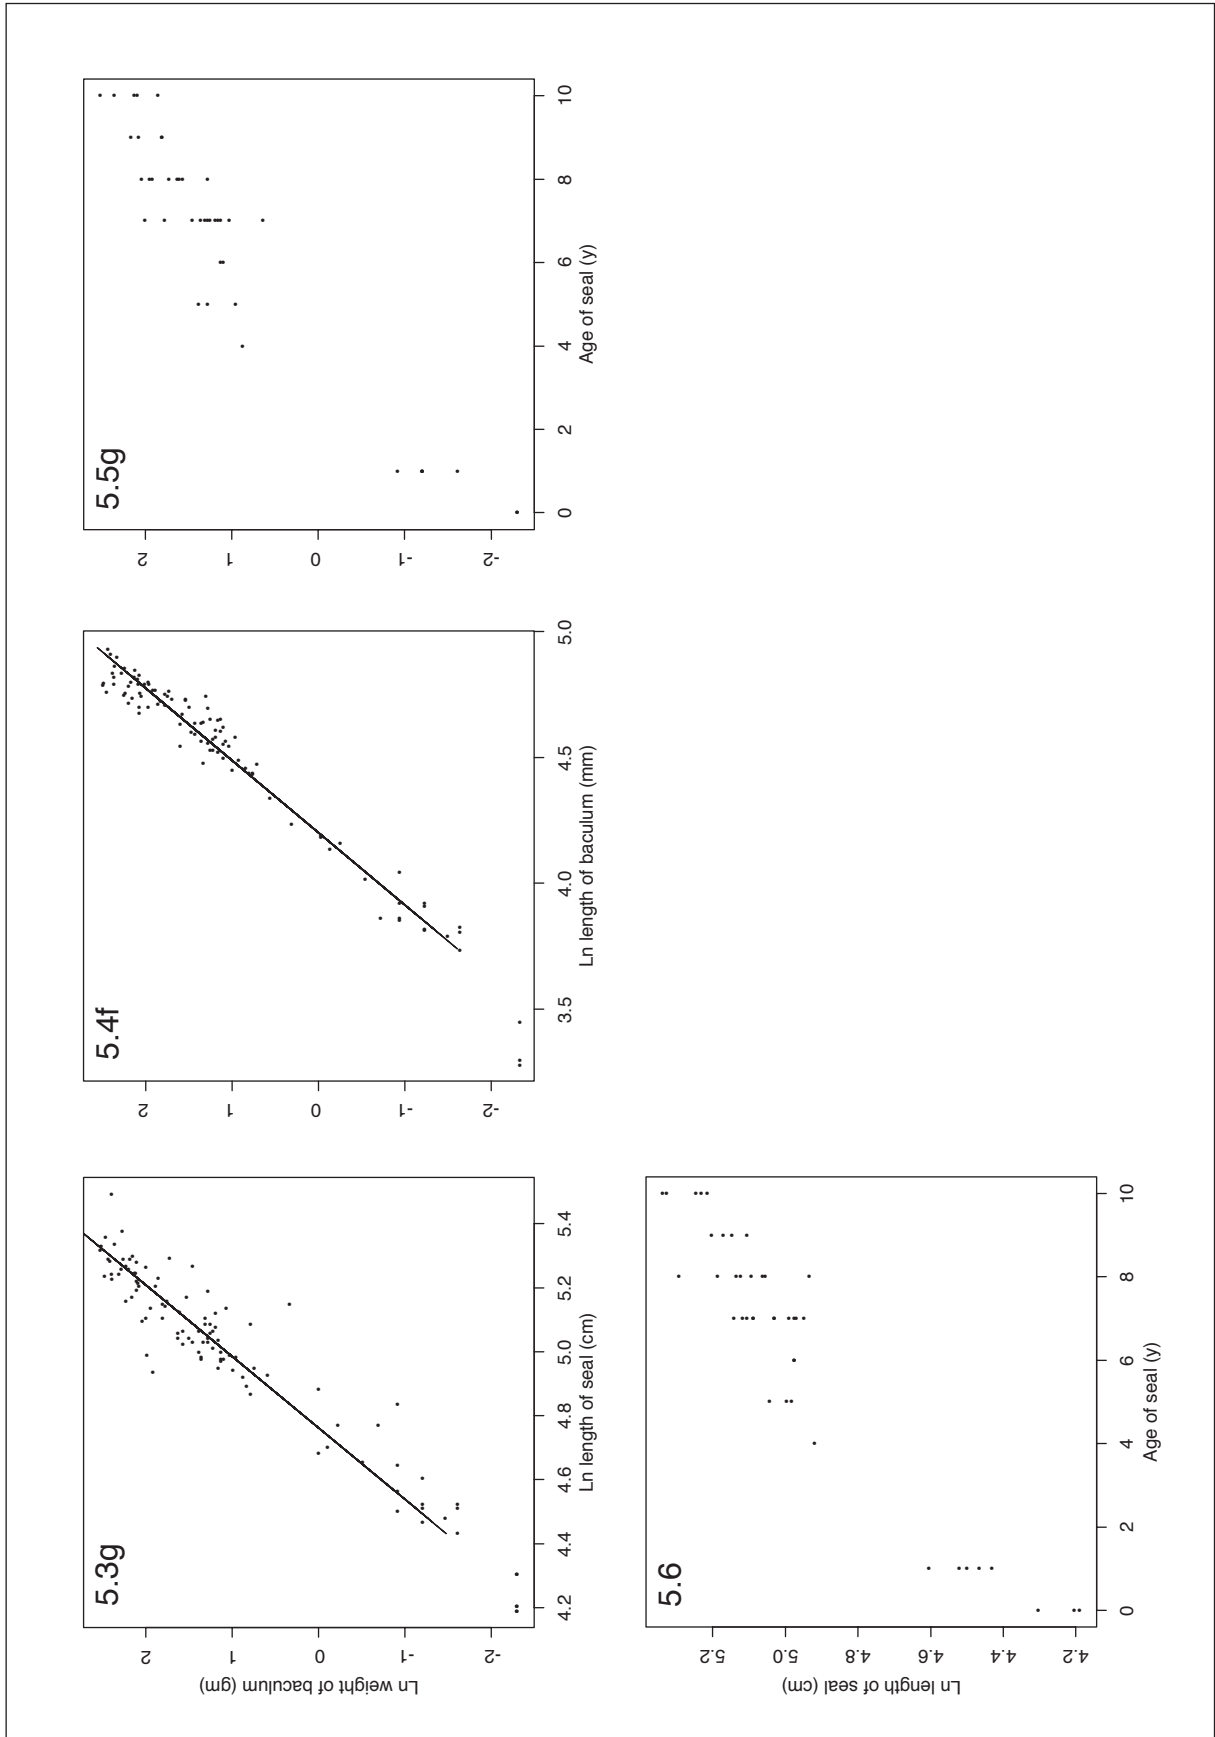 5.3g
2
1
0
-1
-2
Ln weight of baculum (gm)
4.2 4.4 4.6 4.8 5.0 5.2 5.4
Ln length of seal (cm)
5.4f
2
1
0
-1
-2
3.5 4.0 4.5 5.0
Ln length of baculum (mm)
5.5g
2
1
0
-1
-2
0 2 4 6 8 10
Age of seal (y)
5.6
5.2
5.0
4.8
4.6
4.4
4.2
Ln length of seal (cm)
0 2 4 6 8 10
Age of seal (y)